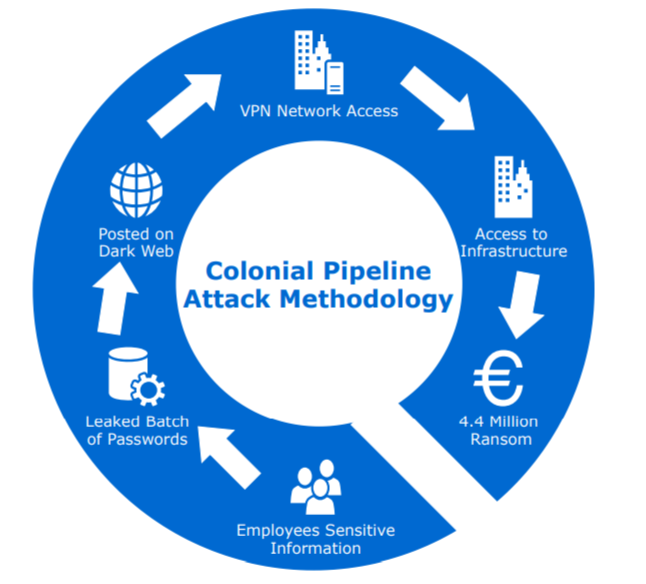 VPN Network Access
Access to
Infrastructure
€
4.4 Million
Ransom
Posted on
Dark Web
Colonial Pipeline
Attack Methodology
Leaked Batch
of Passwords
Employees Sensitive
Information